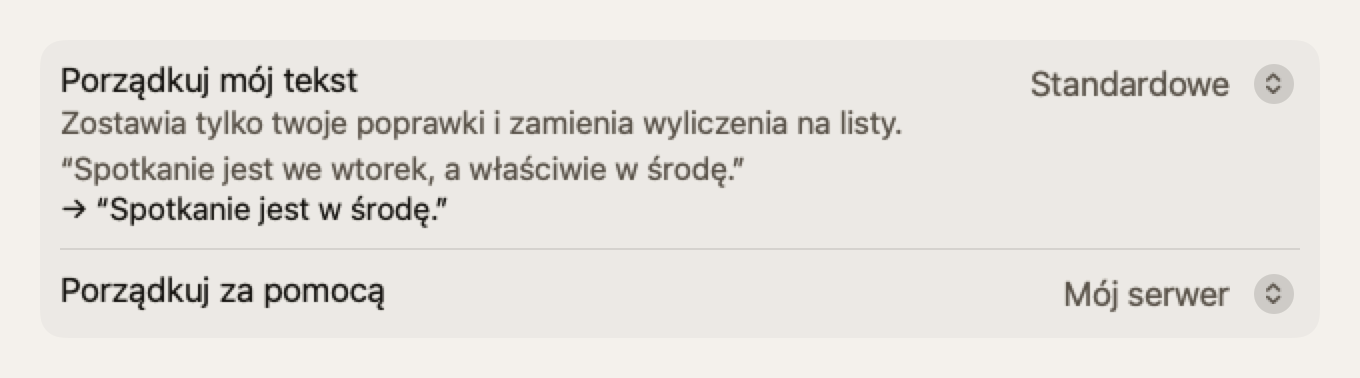 Porządkuj mój tekst
Standardowe
Zostawia tylko twoje poprawki i zamienia wyliczenia na listy.
“Spotkanie jest we wtorek, a właściwie w środę.”
→ “Spotkanie jest w środę.”
Porządkuj za pomocą
Mój serwer